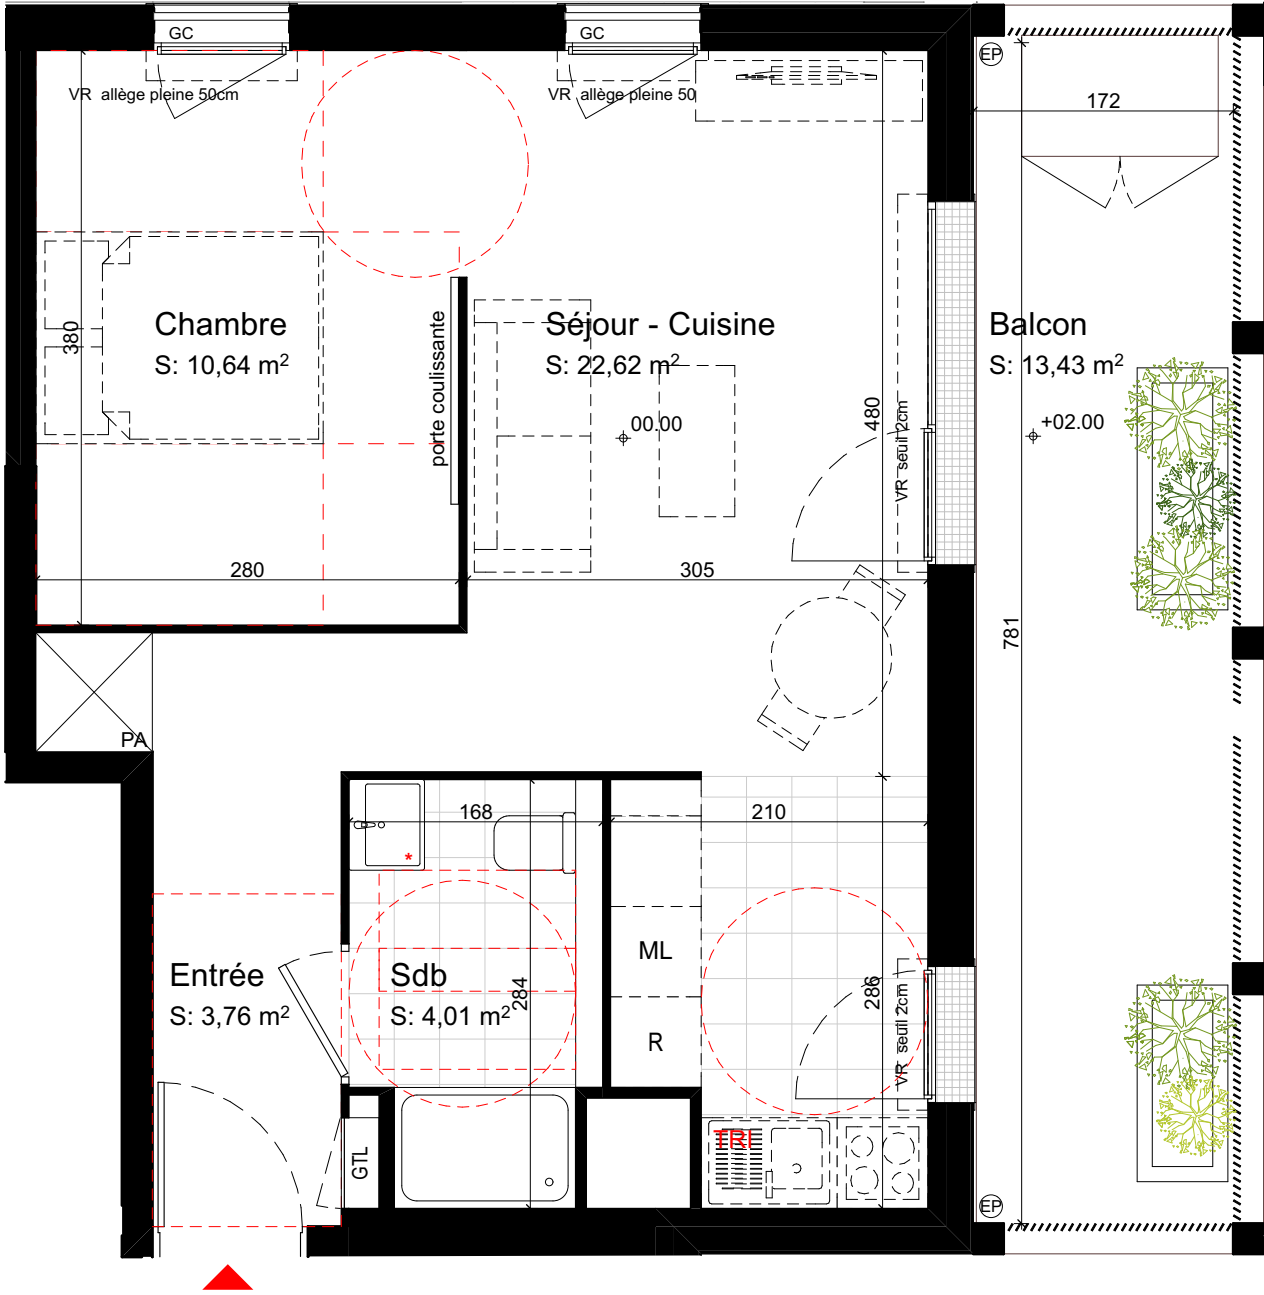 GC
GC
EP
VR allège pleine 50cm
VR allège pleine 50
172
Chambre
S: 10,64 m²
380
porte coulissante
Séjour - Cuisine
S: 22,62 m²
00.00
480
VR seuil 2cm
Balcon
S: 13,43 m²
+02.00
280
305
781
PA
168
210
ML
Entrée
S: 3,76 m²
Sdb
S: 4,01 m²
284
286
VR seuil 2cm
R
*
TRI
GTL
EP